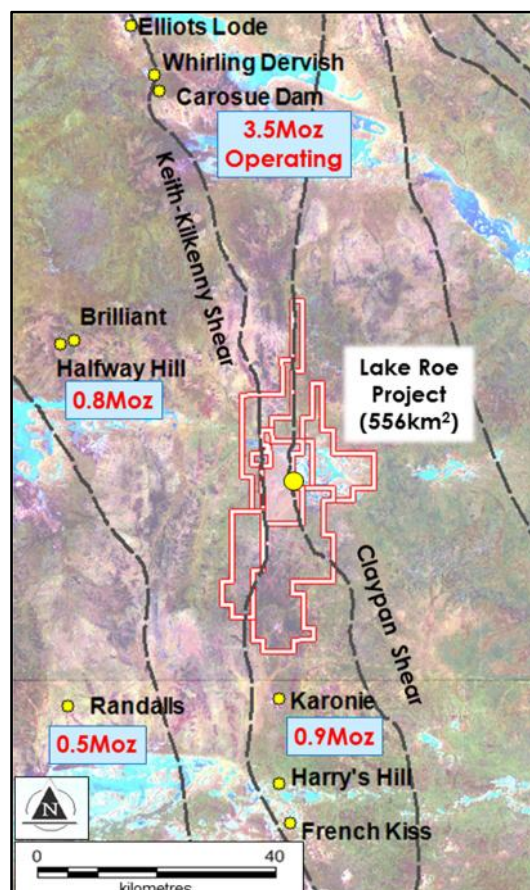 Elliots Lode
Whirling Dervish
Carosue Dam
3.5Moz
Operating
Keith-Kilkenny Shear
Brilliant
Halfway Hill
0.8Moz
Lake Roe
Project
(556km²)
Claypan Shear
Randalls
0.5Moz
Karonie
0.9Moz
Harry's Hill
French Kiss
N
0 40
kilometres